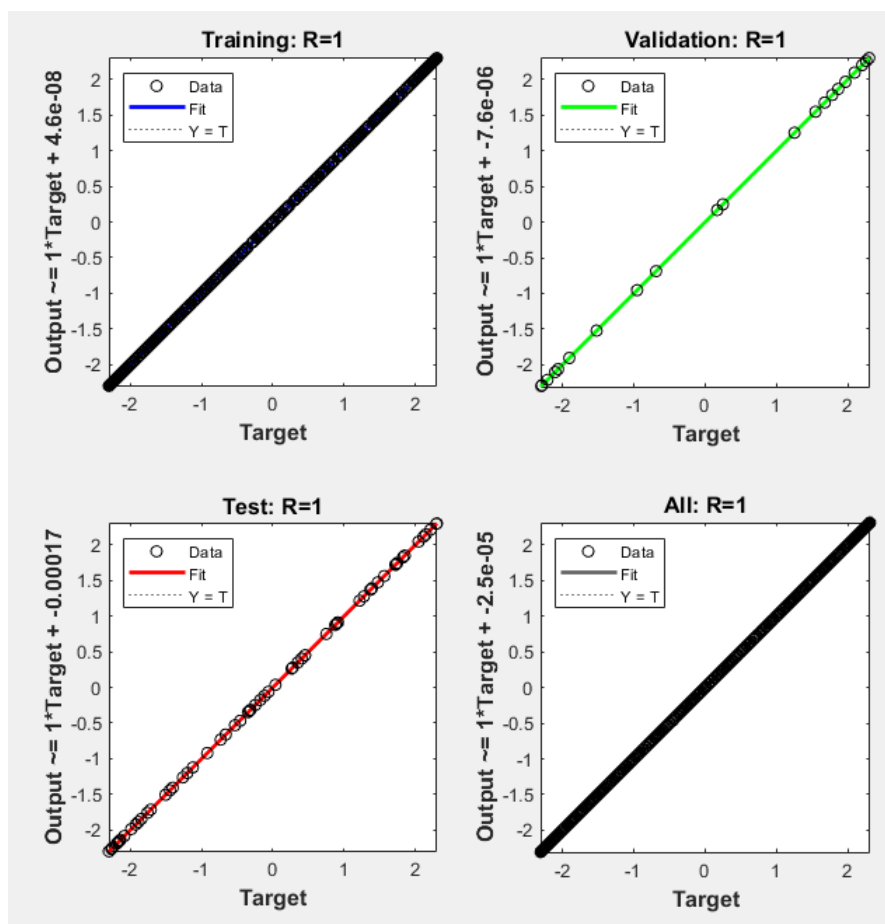 Training: R=1
Output ~= 1*Target + 4.6e-08
2
1.5
1
0.5
0
-0.5
-1
-1.5
-2
Data
Fit
Y = T
-2
-1
0
1
2
Target
Validation: R=1
Output ~= 1*Target + -7.6e-06
2
1.5
1
0.5
0
-0.5
-1
-1.5
-2
Data
Fit
Y = T
-2
-1
0
1
2
Target
Test: R=1
Output ~= 1*Target + -0.00017
2
1.5
1
0.5
0
-0.5
-1
-1.5
-2
Data
Fit
Y = T
-2
-1
0
1
2
Target
All: R=1
Output ~= 1*Target + -2.5e-05
2
1.5
1
0.5
0
-0.5
-1
-1.5
-2
Data
Fit
Y = T
-2
-1
0
1
2
Target